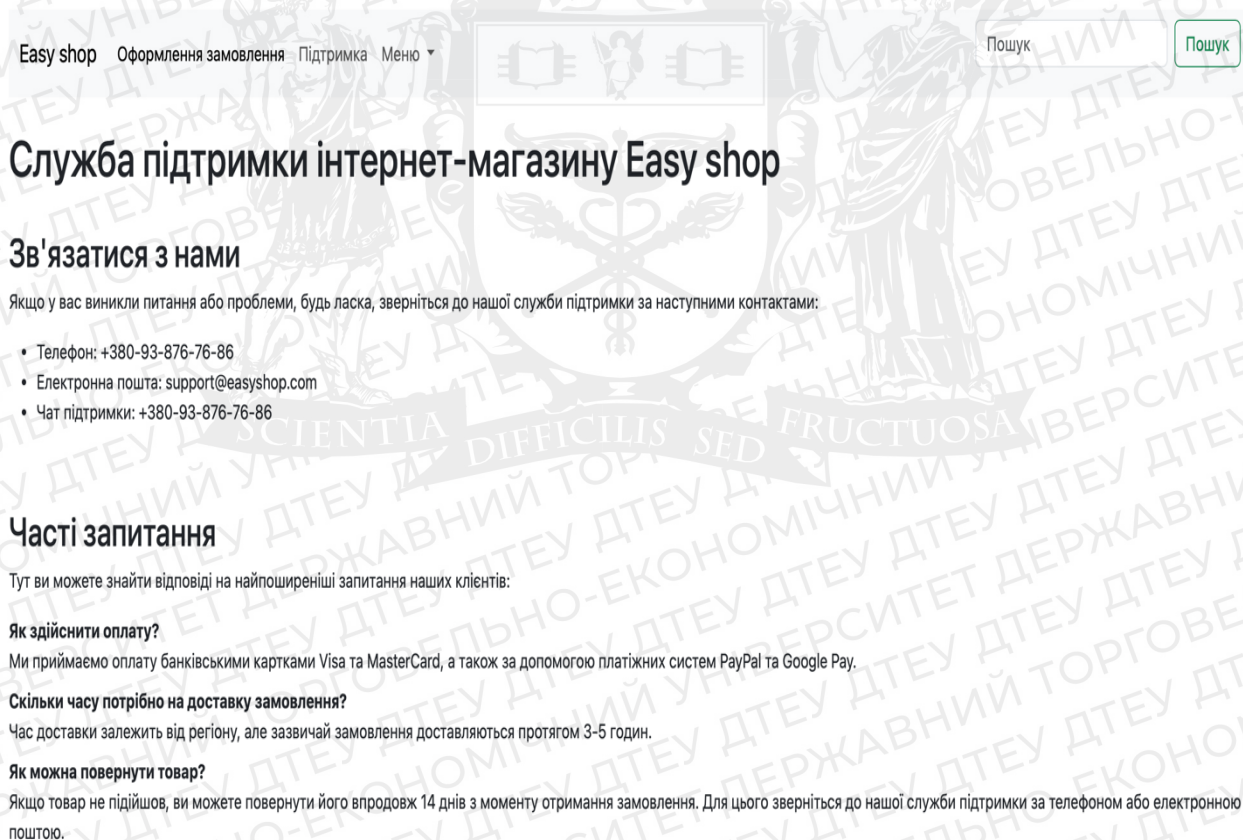 Easy shop Оформлення замовлення Підтримка Меню Пошук Пошук
Служба підтримки інтернет-магазину Easy shop
Зв'язатися з нами
Якщо у вас виникли питання або проблеми, будь ласка, зверніться до нашої служби підтримки за наступними контактами:
• Телефон: +380-93-876-76-86
• Електронна пошта: support@easyshop.com
• Чат підтримки: +380-93-876-76-86
SCIENTIA DIFFICILIS SED FRUCTUOSA
Часті запитання
Тут ви можете знайти відповіді на найпоширеніші запитання наших клієнтів:
Як здійснити оплату?
Ми приймаємо оплату банківськими картками Visa та MasterCard, а також за допомогою платіжних систем PayPal та Google Pay.
Скільки часу потрібно на доставку замовлення?
Час доставки залежить від регіону, але зазвичай замовлення доставляються протягом 3-5 годин.
Як можна повернути товар?
Якщо товар не підійшов, ви можете повернути його впродовж 14 днів з моменту отримання замовлення. Для цього зверніться до нашої служби підтримки за телефоном або електронною
поштою.